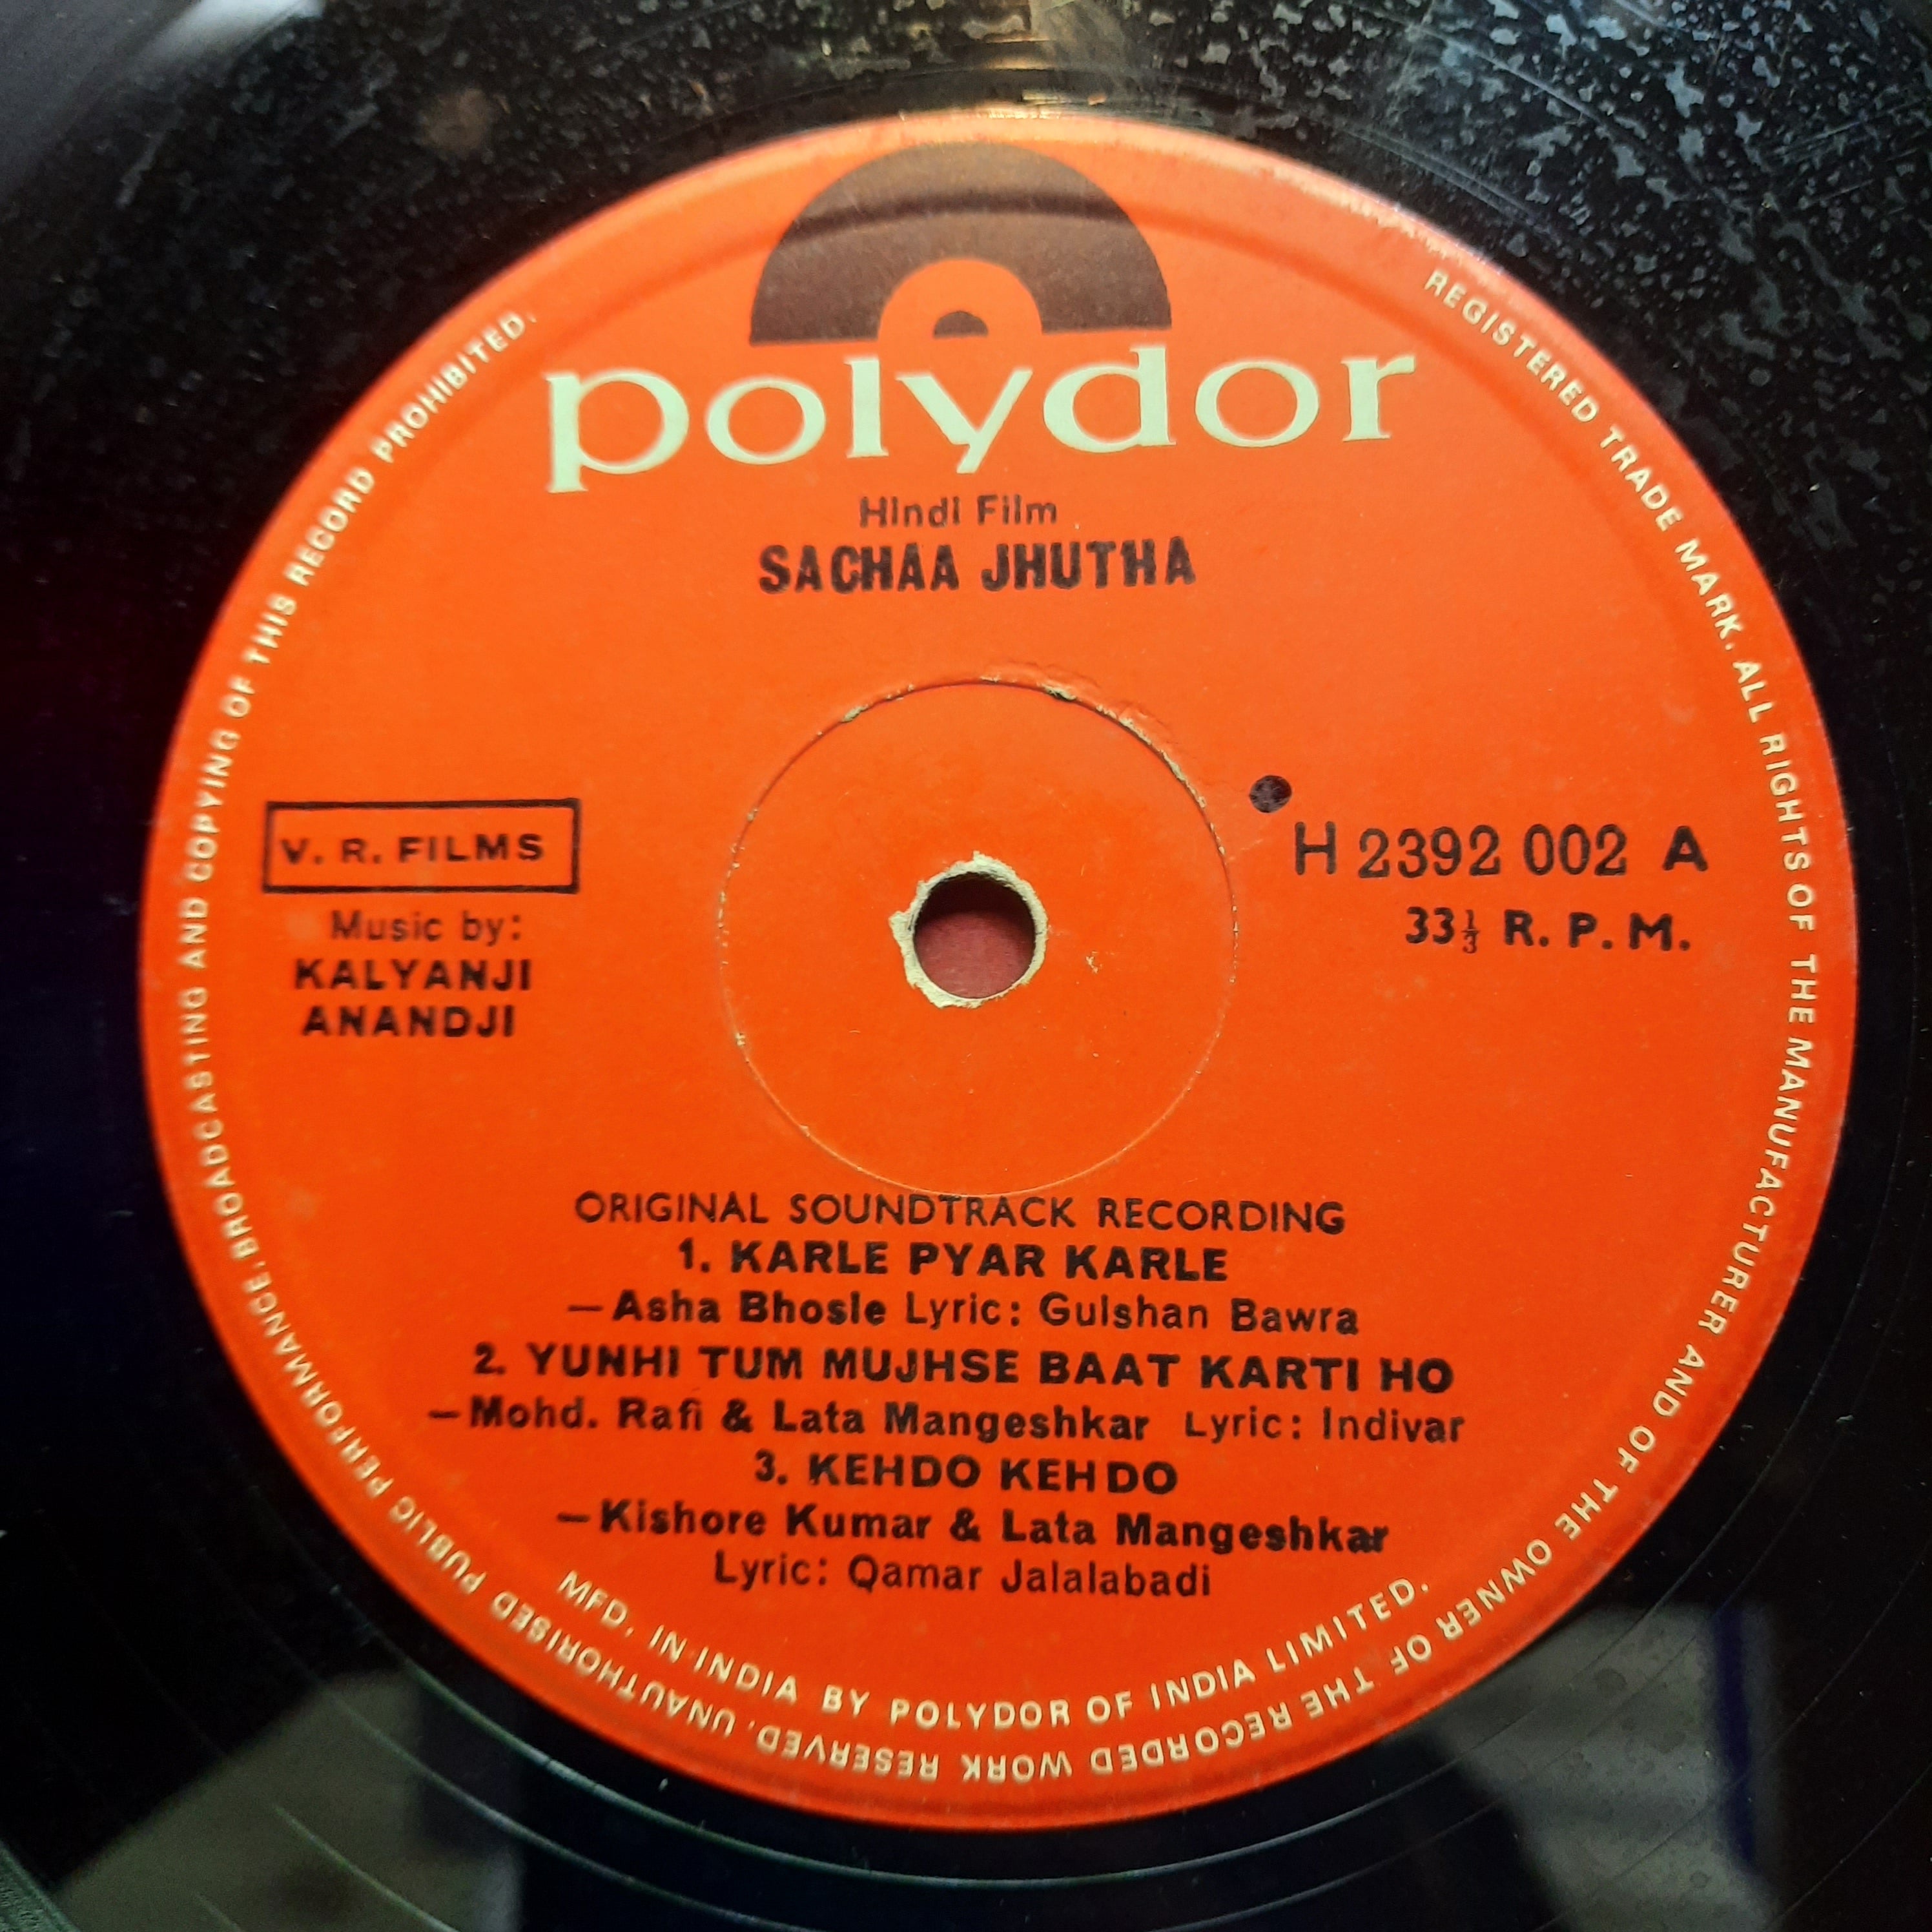 polydor
Hindi Film
SACHAA JHUTHA
V. R. FILMS
Music by:
KALYANJI
ANANDJI
H 2392 002 A
33⅓ R. P. M.
ORIGINAL SOUNDTRACK RECORDING
1. KARLE PYAR KARLE
—Asha Bhosle Lyric: Gulshan Bawra
2. YUNHI TUM MUJHSE BAAT KARTI HO
—Mohd. Rafi & Lata Mangeshkar Lyric: Indivar
3. KEHDO KEHDO
—Kishore Kumar & Lata Mangeshkar
Lyric: Qamar Jalalabadi
MFD. IN INDIA BY POLYDOR OF INDIA LIMITED.
REGISTERED TRADE MARK. ALL RIGHTS OF THE MANUFACTURER AND OF THE OWNER OF THE RECORDED WORK RESERVED. UNAUTHORISED PUBLIC PERFORMANCE. BROADCASTING AND COPYING OF THIS RECORD PROHIBITED.